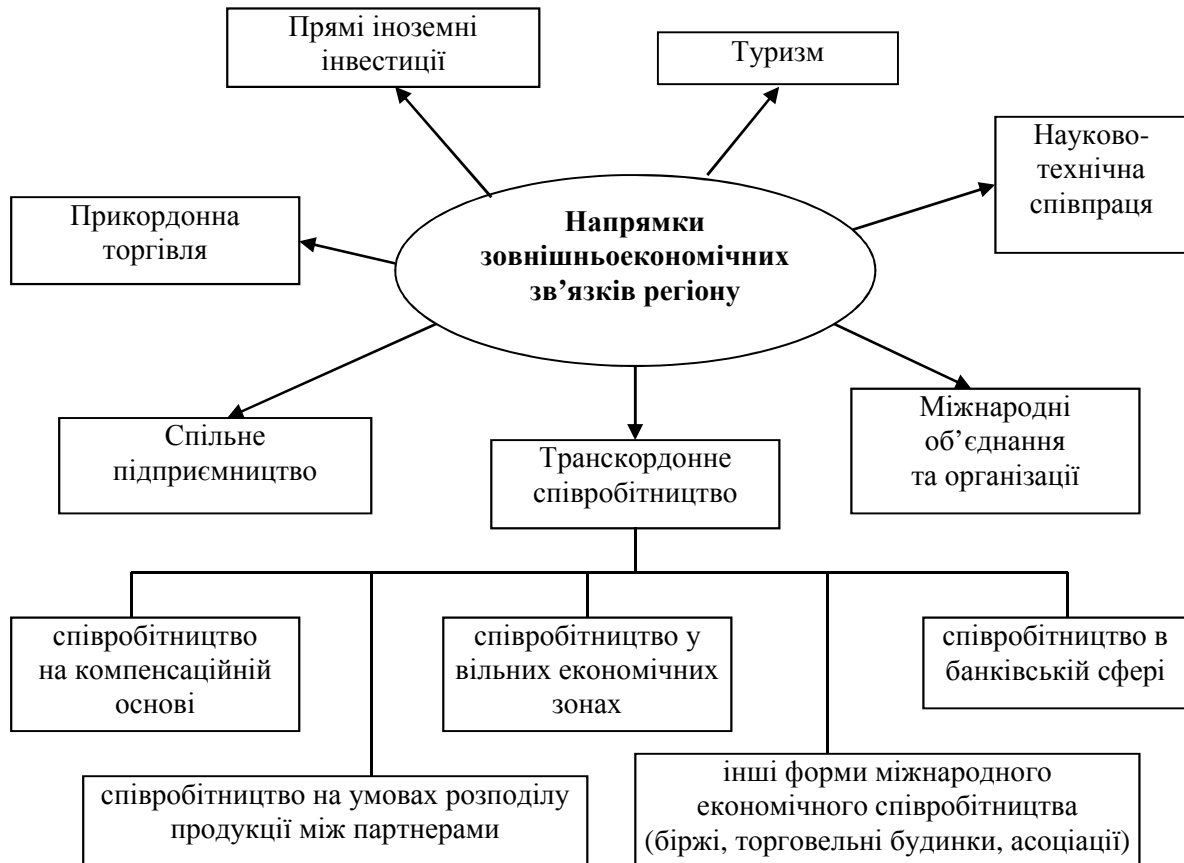 Прямі іноземні
інвестиції
Туризм
Науково-
технічна
співпраця
Прикордонна
торгівля
Напрямки
зовнішньоекономічних
зв’язків регіону
Спільне
підприємництво
Транскордонне
співробітництво
Міжнародні
об’єднання
та організації
співробітництво
на компенсаційній
основі
співробітництво у
вільних економічних
зонах
співробітництво в
банківській сфері
співробітництво на умовах розподілу
продукції між партнерами
інші форми міжнародного
економічного співробітництва
(біржі, торговельні будинки, асоціації)